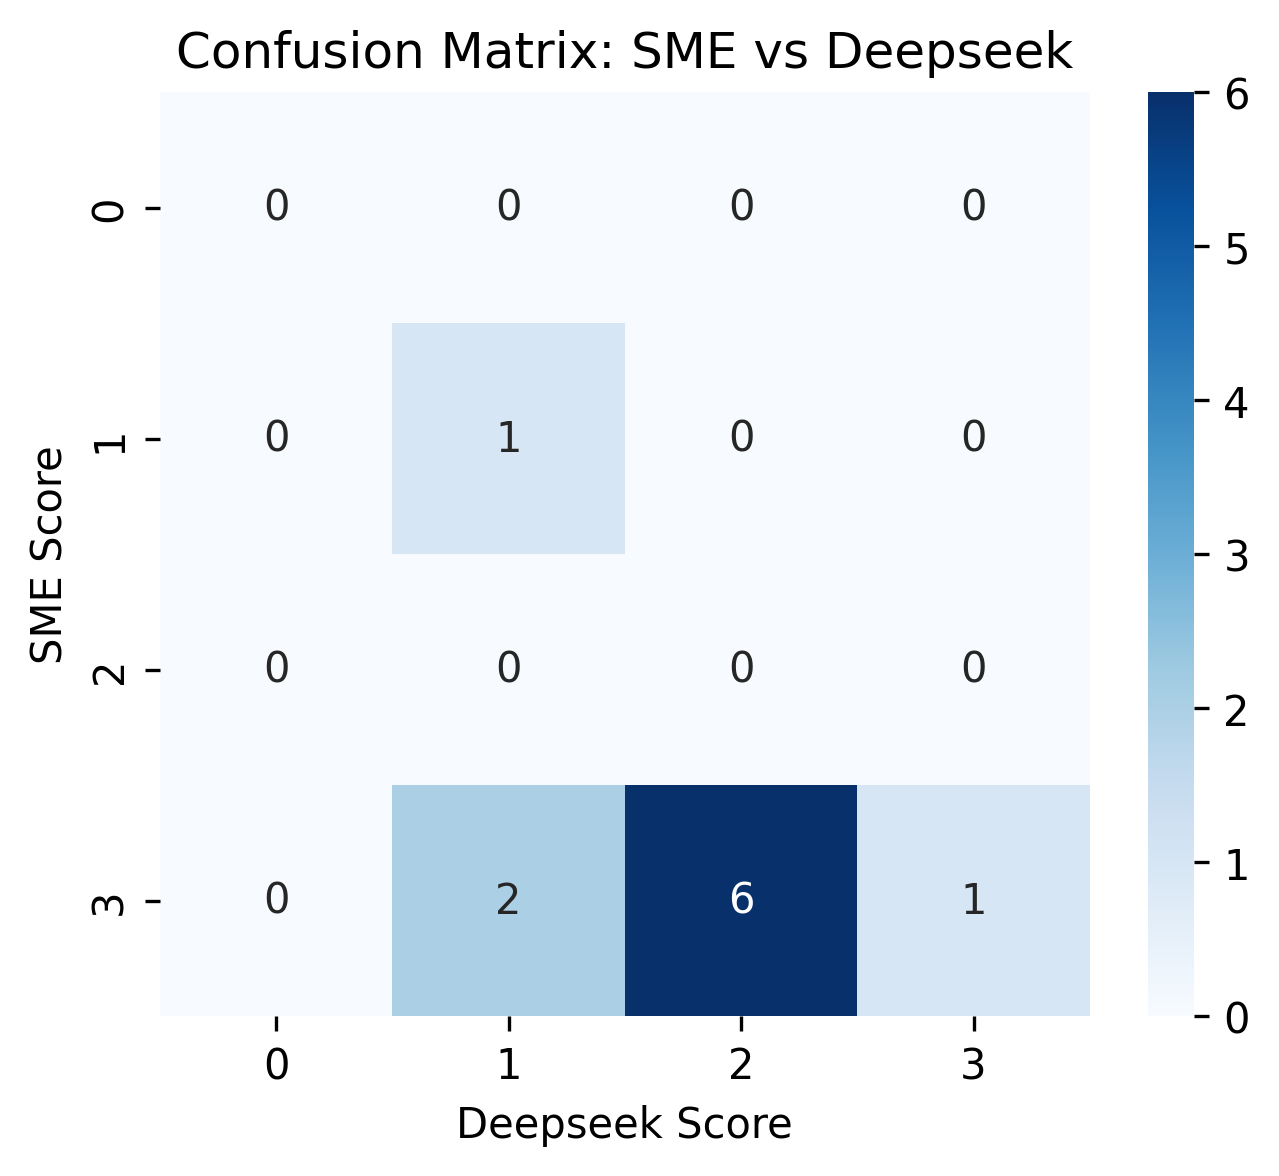 Confusion Matrix: SME vs Deepseek
6
0 0 0 0 0
5
4
1 0 1 0 0
SME Score
3
2 0 0 0 0
2
1
3 0 2 6 1
0
0 1 2 3
Deepseek Score